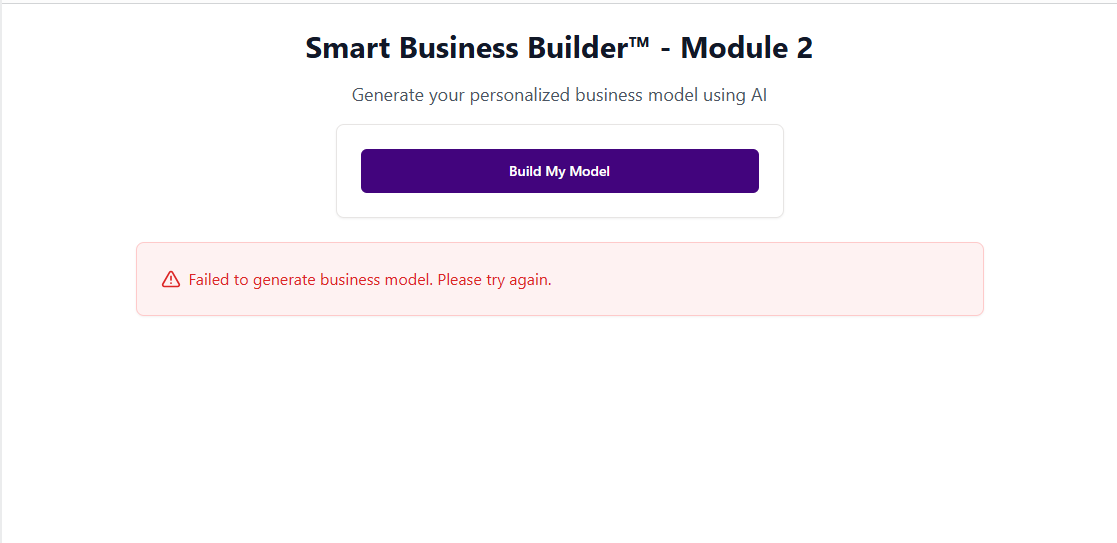 Smart Business Builder™ - Module 2
Generate your personalized business model using AI
Build My Model
Failed to generate business model. Please try again.